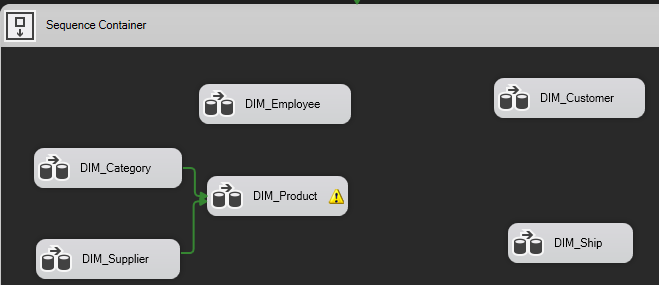 Sequence Container
DIM_Employee
DIM_Customer
DIM_Category
DIM_Product
DIM_Supplier
DIM_Ship